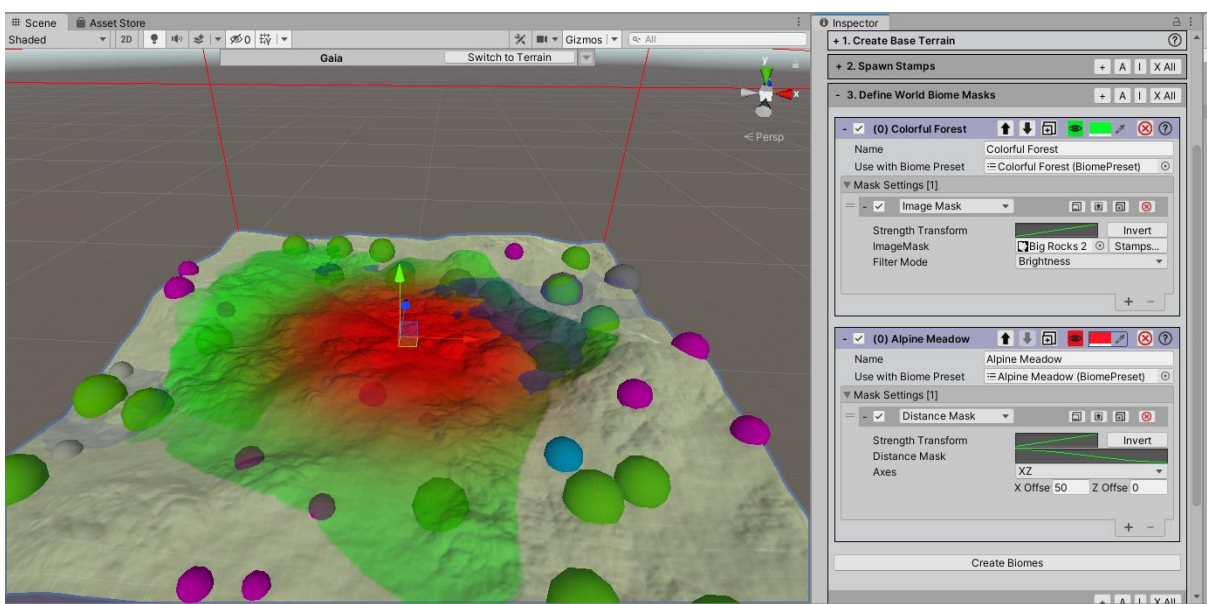 Scene Asset Store
Shaded 2D 0 Gizmos All
Gaia Switch to Terrain
y
x
Persp
Inspector
+ 1. Create Base Terrain
+ 2. Spawn Stamps + A I X All
- 3. Define World Biome Masks + A I X All
- (0) Colorful Forest
Name Colorful Forest
Use with Biome Preset Colorful Forest (BiomePreset)
Mask Settings [1]
- Image Mask
Strength Transform Invert
ImageMask Big Rocks 2 Stamps...
Filter Mode Brightness
+ -
- (0) Alpine Meadow
Name Alpine Meadow
Use with Biome Preset Alpine Meadow (BiomePreset)
Mask Settings [1]
- Distance Mask
Strength Transform Invert
Distance Mask
Axes XZ
X Offse 50 Z Offse 0
+ -
Create Biomes
+ A I X All